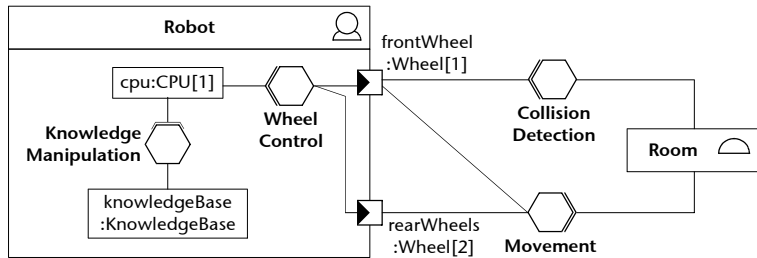 Robot
cpu:CPU[1]
Wheel
Control
Knowledge
Manipulation
knowledgeBase
:KnowledgeBase
frontWheel
:Wheel[1]
Collision
Detection
Room
rearWheels
:Wheel[2]
Movement